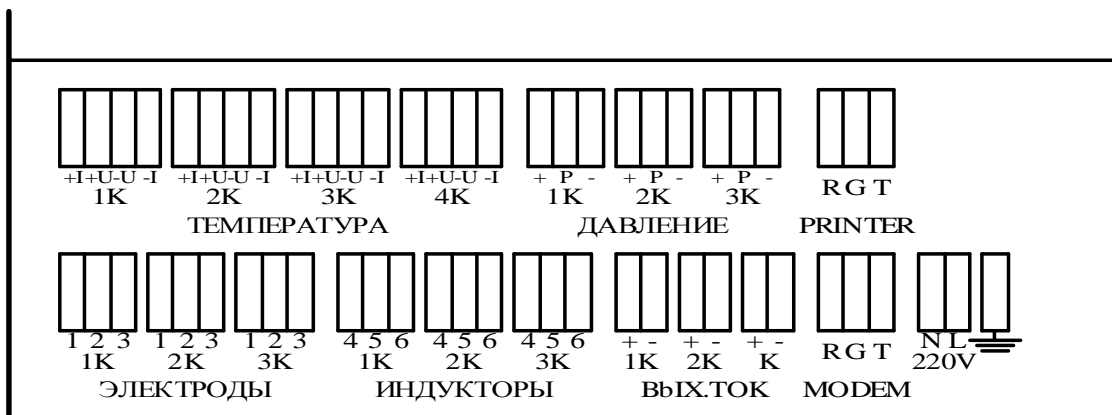 +I+U-U -I +I+U-U -I +I+U-U -I +I+U-U -I + P - + P - + P - R G T
1K 2K 3K 4K 1K 2K 3K
ТЕМПЕРАТУРА ДАВЛЕНИЕ PRINTER
1 2 3 1 2 3 1 2 3 4 5 6 4 5 6 4 5 6 + - + - + - R G T N L
1K 2K 3K 1K 2K 3K 1K 2K K 220V
ЭЛЕКТРОДЫ ИНДУКТОРЫ ВЫХ.ТОК MODEM